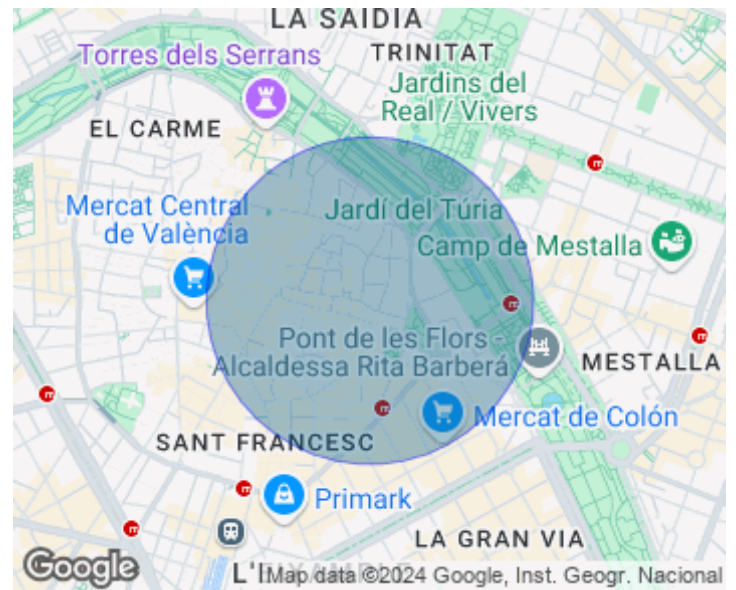 LA SAÏDIA
Torres dels Serrans
TRINITAT
Jardins del
Real / Vivers
EL CARME
Mercat Central
de València
Jardí del Túria
Camp de Mestalla
Pont de les Flors -
Alcaldessa Rita Barberá
MESTALLA
Mercat de Colón
SANT FRANCESC
Primark
LA GRAN VIA
Google
Map data ©2024 Google, Inst. Geogr. Nacional